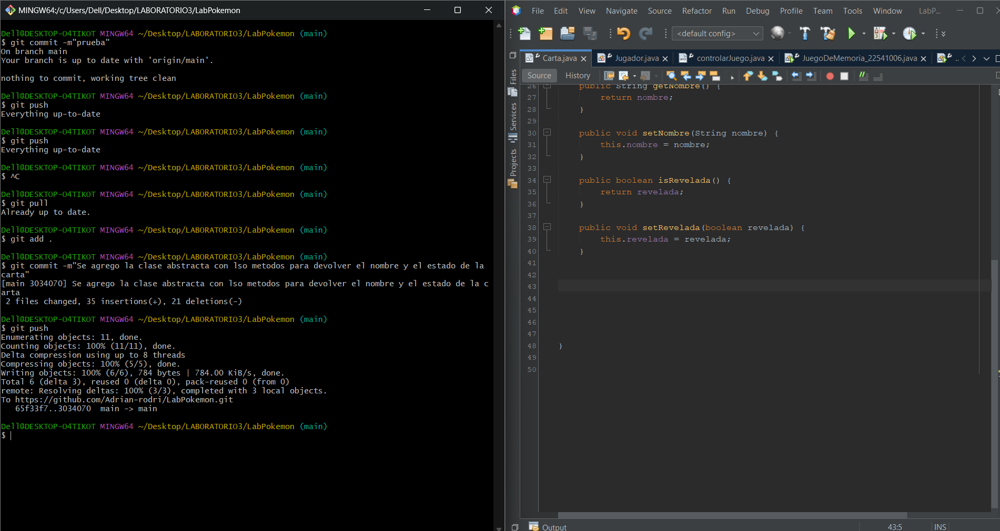 MINGW64:/c/Users/Dell/Desktop/LABORATORIO3/LabPokemon
Dell@DESKTOP-O4TIKOT MINGW64 ~/Desktop/LABORATORIO3/LabPokemon (main)
$ git commit -m"prueba"
On branch main
Your branch is up to date with 'origin/main'.
nothing to commit, working tree clean
Dell@DESKTOP-O4TIKOT MINGW64 ~/Desktop/LABORATORIO3/LabPokemon (main)
$ git push
Everything up-to-date
Dell@DESKTOP-O4TIKOT MINGW64 ~/Desktop/LABORATORIO3/LabPokemon (main)
$ git push
Everything up-to-date
Dell@DESKTOP-O4TIKOT MINGW64 ~/Desktop/LABORATORIO3/LabPokemon (main)
$ ^C
Dell@DESKTOP-O4TIKOT MINGW64 ~/Desktop/LABORATORIO3/LabPokemon (main)
$ git pull
Already up to date.
Dell@DESKTOP-O4TIKOT MINGW64 ~/Desktop/LABORATORIO3/LabPokemon (main)
$ git add .
Dell@DESKTOP-O4TIKOT MINGW64 ~/Desktop/LABORATORIO3/LabPokemon (main)
$ git commit -m"Se agrego la clase abstracta con lso metodos para devolver el nombre y el estado de la
carta"
[main 3034070] Se agrego la clase abstracta con lso metodos para devolver el nombre y el estado de la c
arta
2 files changed, 35 insertions(+), 21 deletions(-)
Dell@DESKTOP-O4TIKOT MINGW64 ~/Desktop/LABORATORIO3/LabPokemon (main)
$ git push
Enumerating objects: 11, done.
Counting objects: 100% (11/11), done.
Delta compression using up to 8 threads
Compressing objects: 100% (5/5), done.
Writing objects: 100% (6/6), 784 bytes | 784.00 KiB/s, done.
Total 6 (delta 3), reused 0 (delta 0), pack-reused 0 (from 0)
remote: Resolving deltas: 100% (3/3), completed with 3 local objects.
To https://github.com/Adrian-rodri/LabPokemon.git
65f33f7..3034070 main -> main
Dell@DESKTOP-O4TIKOT MINGW64 ~/Desktop/LABORATORIO3/LabPokemon (main)
$
File Edit View Navigate Source Refactor Run Debug Profile Team Tools Window LabP...
<default config>
Carta.java Jugador.java controlarJuego.java JuegoDeMemoria_22541006.java ..
Source History
Files
Services
Projects
26 public String getNombre() {
27 return nombre;
28 }
29
30 public void setNombre(String nombre) {
31 this.nombre = nombre;
32 }
33
34 public boolean isRevelada() {
35 return revelada;
36 }
37
38 public void setRevelada(boolean revelada) {
39 this.revelada = revelada;
40 }
41
42
43
44
45
46
47
48 }
49
50
Output
43:5 INS